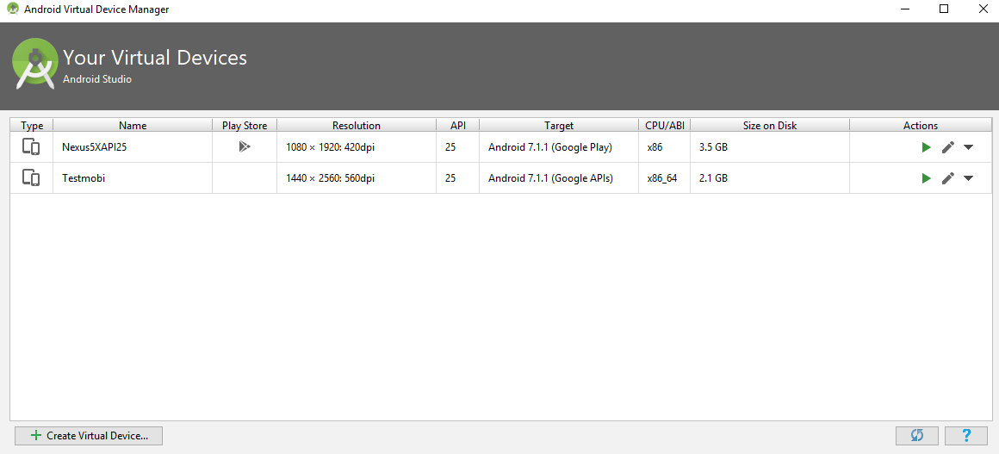 Android Virtual Device Manager
Your Virtual Devices
Android Studio
Type Name Play Store Resolution API Target CPU/ABI Size on Disk Actions
Nexus5XAPI25 1080 × 1920: 420dpi 25 Android 7.1.1 (Google Play) x86 3.5 GB
Testmobi 1440 × 2560: 560dpi 25 Android 7.1.1 (Google APIs) x86_64 2.1 GB
Create Virtual Device...
?